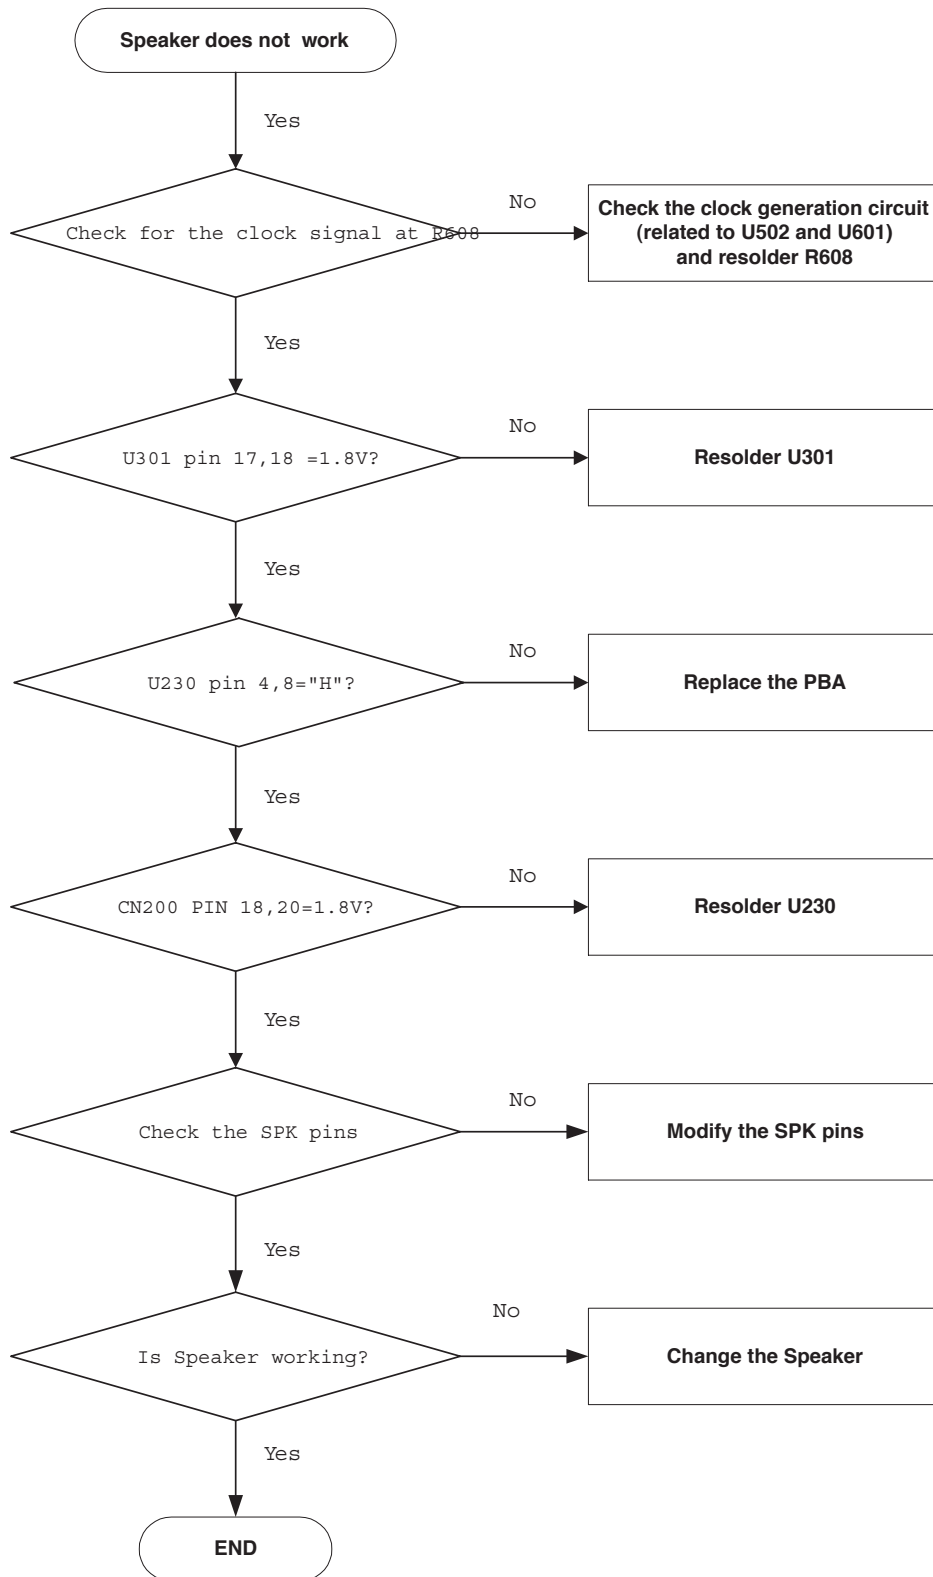 Speaker does not work
Yes
Check for the clock signal at R608
No
Check the clock generation circuit
(related to U502 and U601)
and resolder R608
Yes
U301 pin 17,18 =1.8V?
No
Resolder U301
Yes
U230 pin 4,8="H"?
No
Replace the PBA
Yes
CN200 PIN 18,20=1.8V?
No
Resolder U230
Yes
Check the SPK pins
No
Modify the SPK pins
Yes
Is Speaker working?
No
Change the Speaker
Yes
END